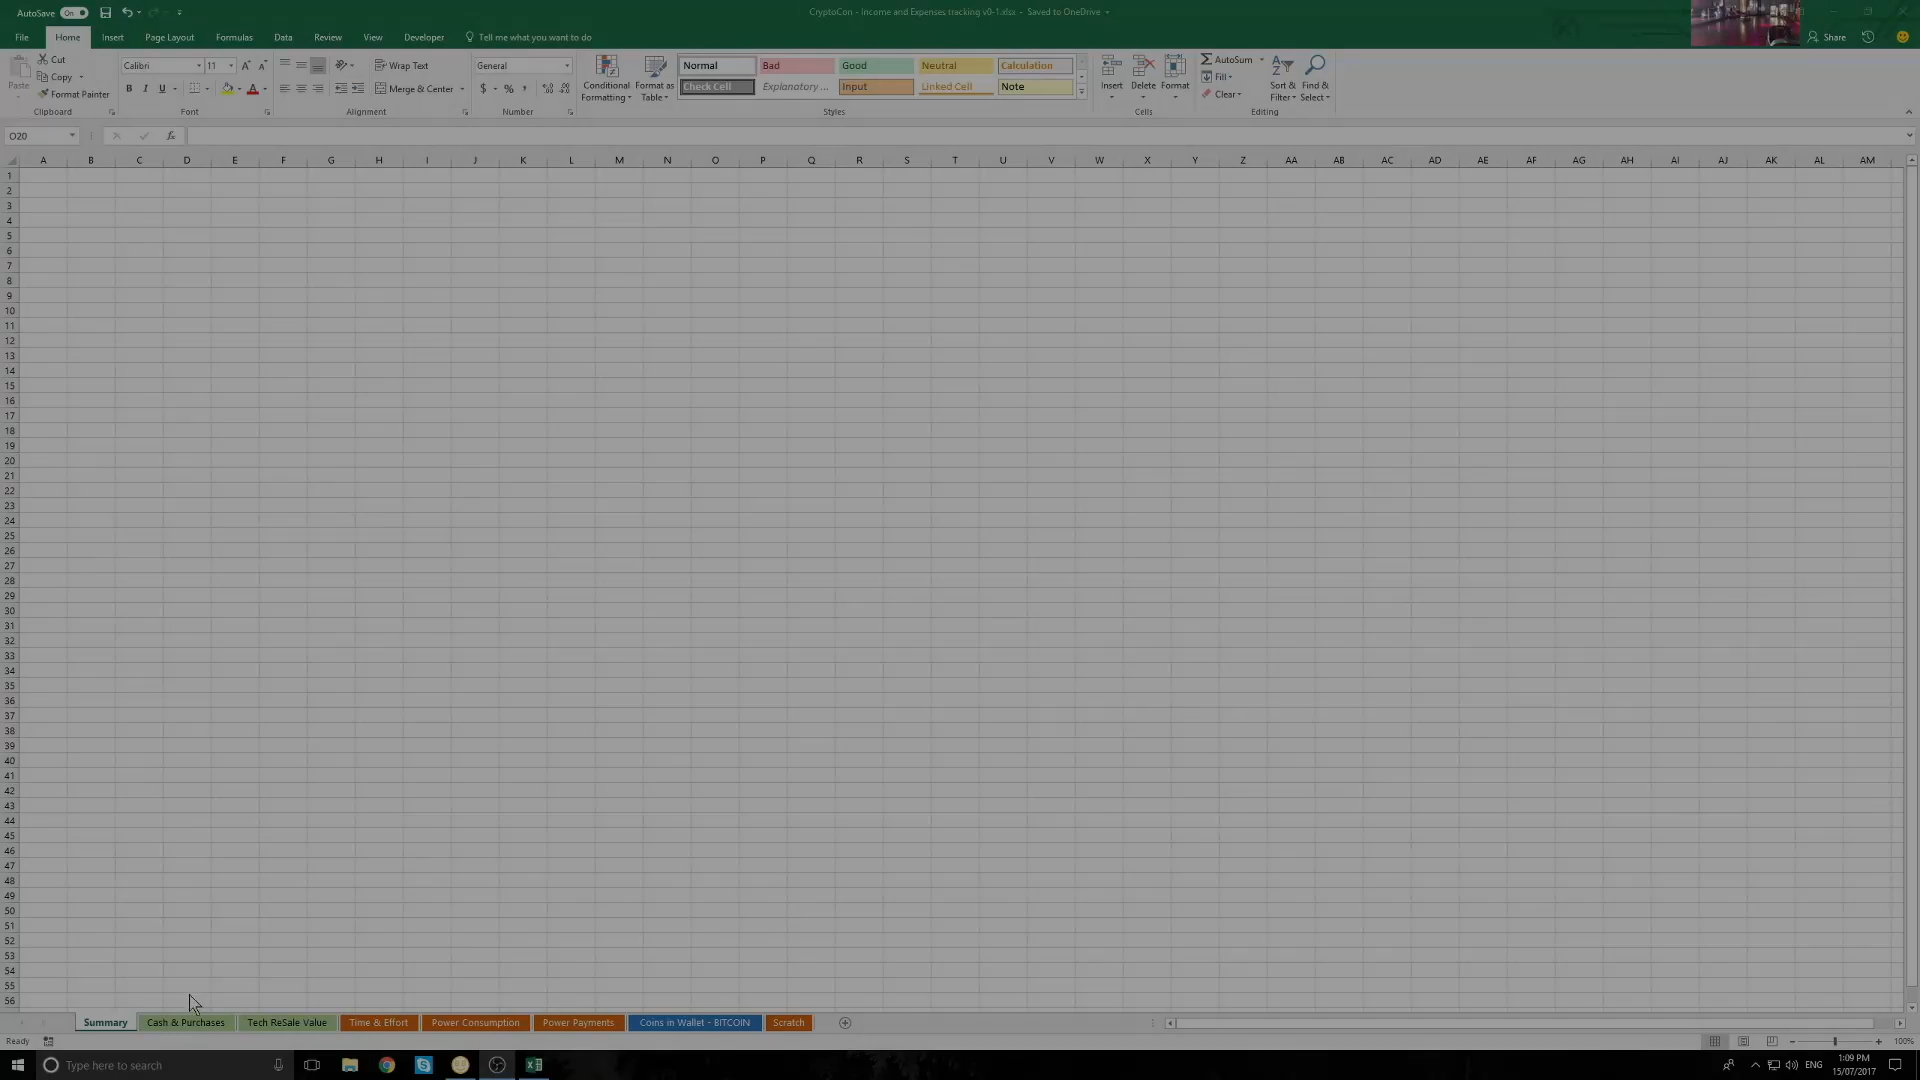 AutoSave On
CryptoCon - Income and Expenses tracking v0-1.xlsx - Saved to OneDrive
File Home Insert Page Layout Formulas Data Review View Developer Tell me what you want to do Share
Paste
Cut
Copy
Format Painter
Clipboard
Calibri 11
B I U
Font
Wrap Text
Merge & Center
Alignment
General
$ % ,
Number
Conditional Formatting
Format as Table
Normal Bad Good Neutral Calculation
Check Cell Explanatory ... Input Linked Cell Note
Styles
Insert Delete Format
Cells
AutoSum
Fill
Clear
Sort & Filter
Find & Select
Editing
O20
fx
A B C D E F G H I J K L M N O P Q R S T U V W X Y Z AA AB AC AD AE AF AG AH AI AJ AK AL AM
1
2
3
4
5
6
7
8
9
10
11
12
13
14
15
16
17
18
19
20
21
22
23
24
25
26
27
28
29
30
31
32
33
34
35
36
37
38
39
40
41
42
43
44
45
46
47
48
49
50
51
52
53
54
55
56
Summary Cash & Purchases Tech ReSale Value Time & Effort Power Consumption Power Payments Coins in Wallet - BITCOIN Scratch
Ready
100%
Type here to search
ENG
1:09 PM
15/07/2017